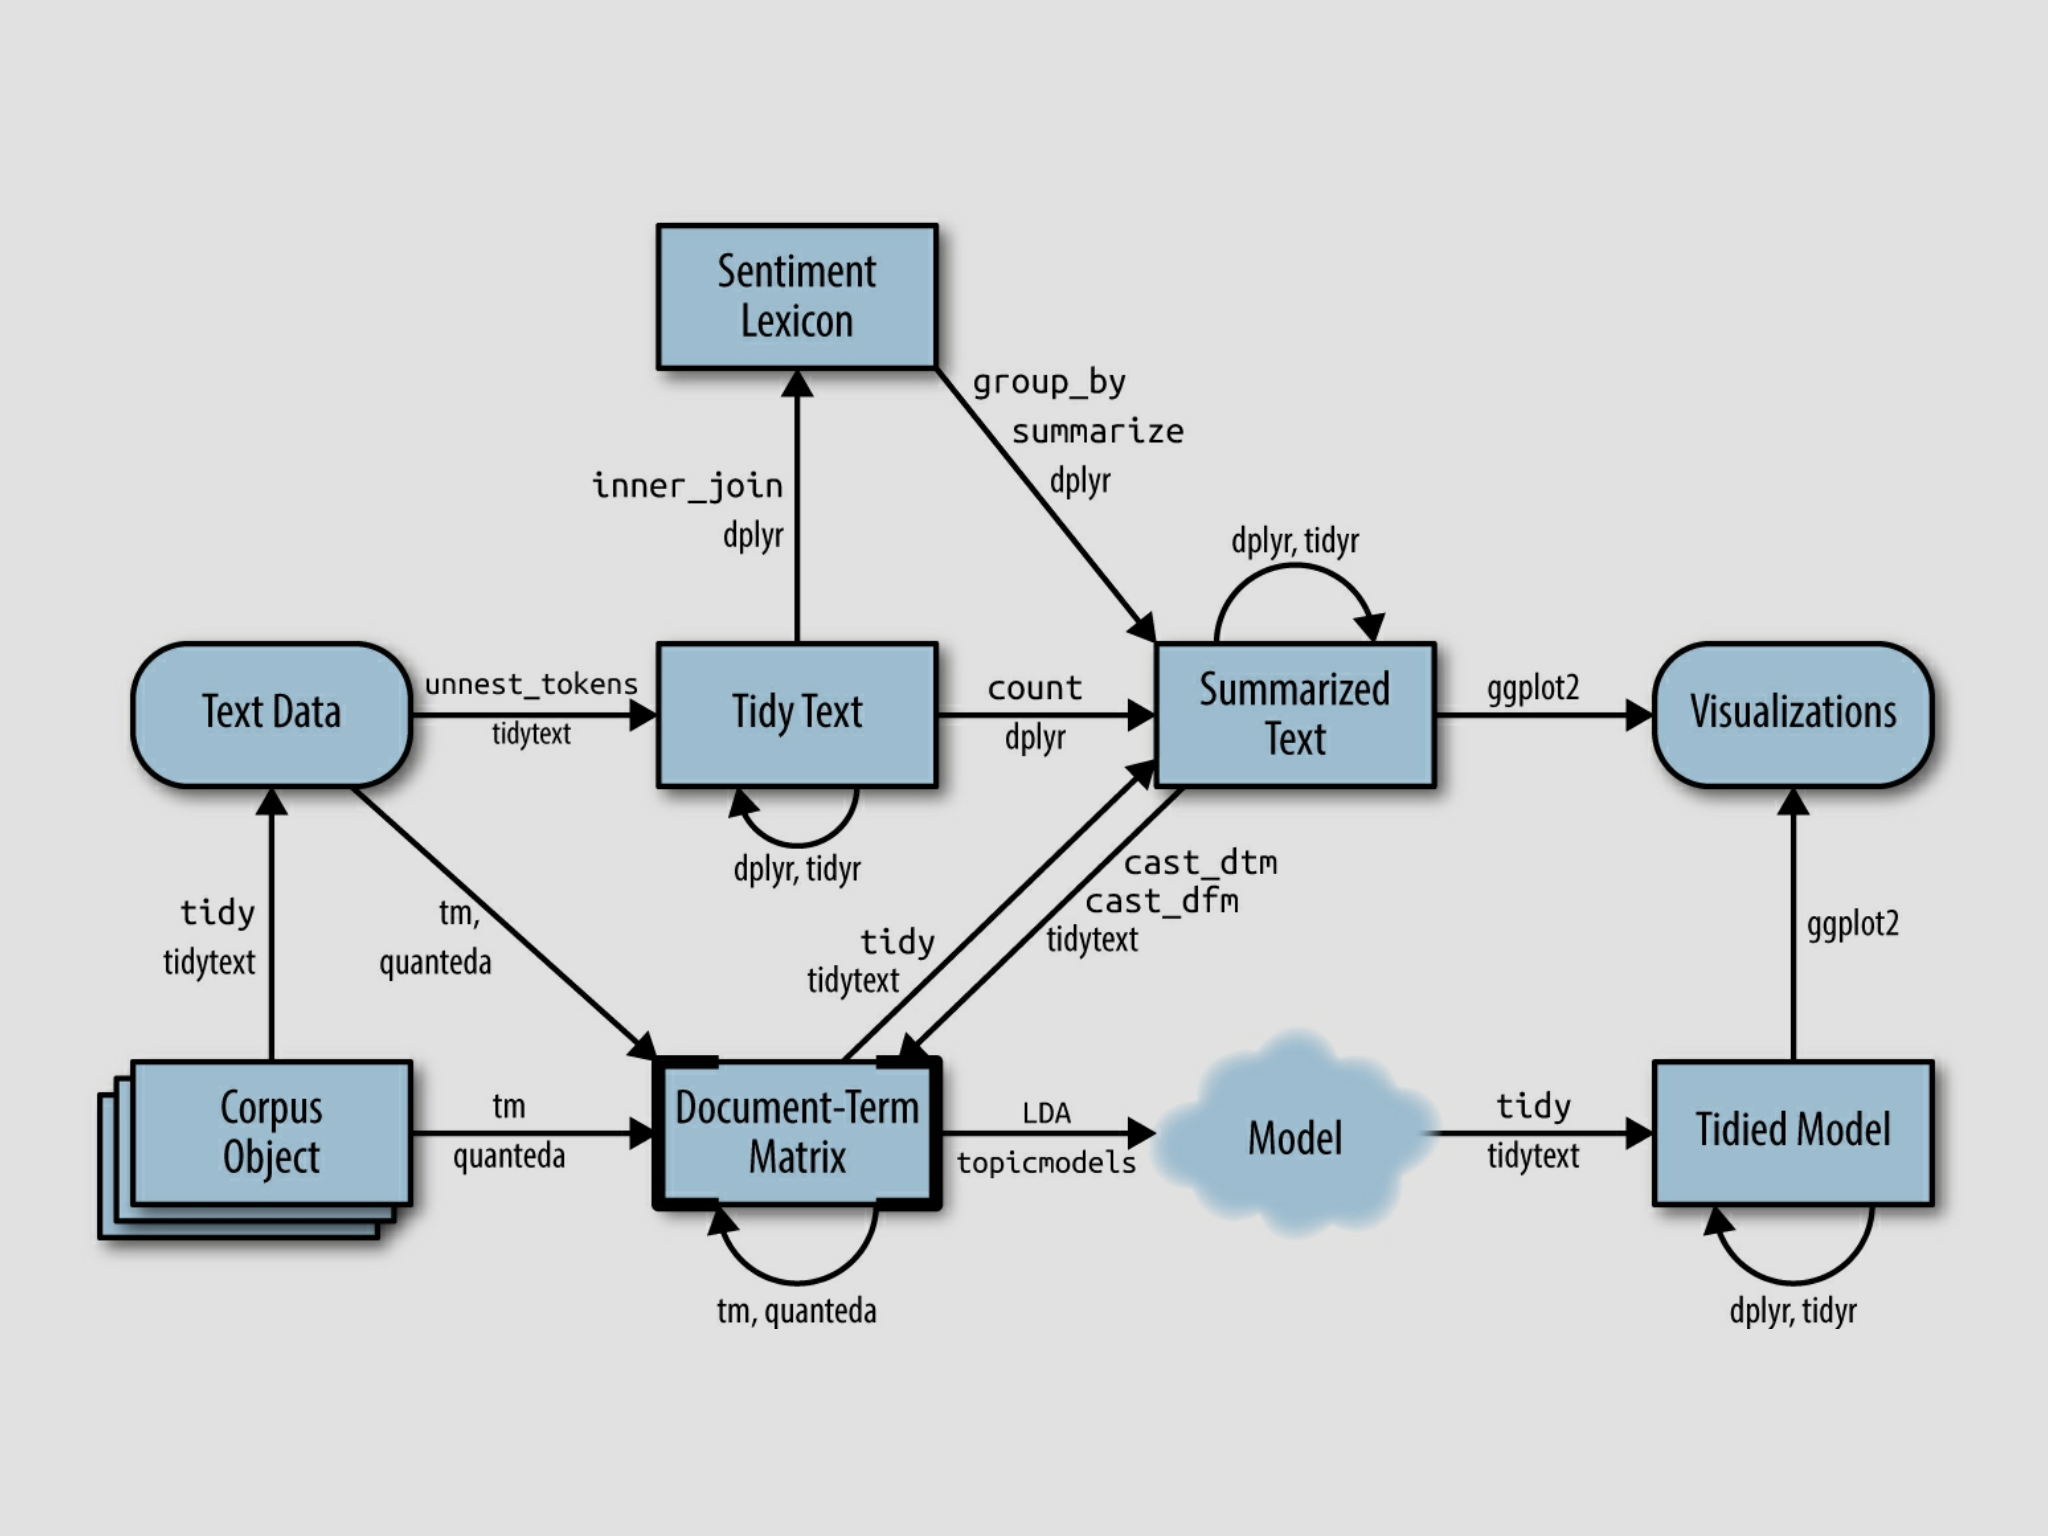 Sentiment
Lexicon
group_by
summarize
dplyr
inner_join
dplyr
dplyr, tidyr
Text Data
unnest_tokens
tidytext
Tidy Text
count
dplyr
Summarized
Text
ggplot2
Visualizations
dplyr, tidyr
cast_dtm
cast_dfm
tidytext
tidy
tidytext
tm,
quanteda
tidy
tidytext
ggplot2
Corpus
Object
tm
quanteda
Document-Term
Matrix
LDA
topicmodels
Model
tidy
tidytext
Tidied Model
tm, quanteda
dplyr, tidyr